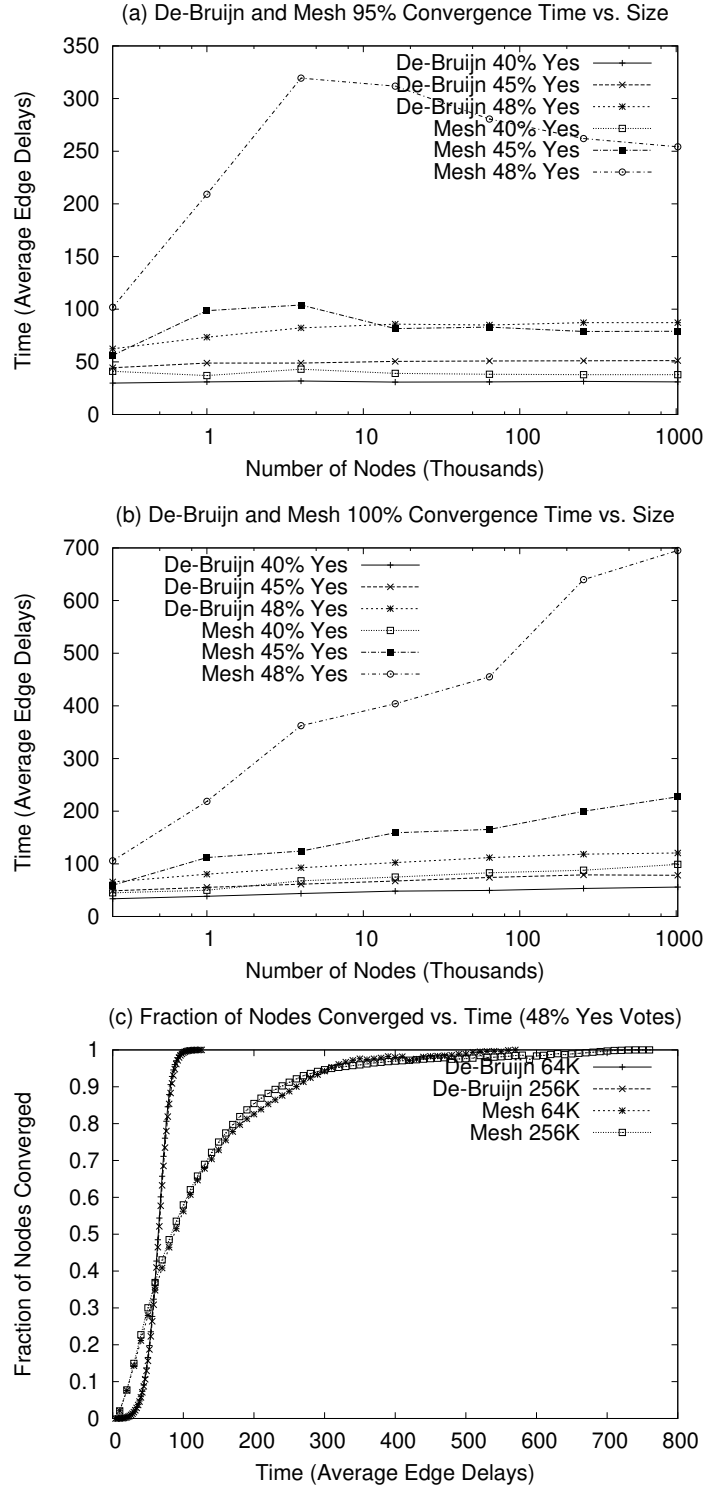 (a) De-Bruijn and Mesh 95% Convergence Time vs. Size
350
300
250
200
150
100
50
0
Time (Average Edge Delays)
De-Bruijn 40% Yes
De-Bruijn 45% Yes
De-Bruijn 48% Yes
Mesh 40% Yes
Mesh 45% Yes
Mesh 48% Yes
1 10 100 1000
Number of Nodes (Thousands)
(b) De-Bruijn and Mesh 100% Convergence Time vs. Size
700
600
500
400
300
200
100
0
Time (Average Edge Delays)
De-Bruijn 40% Yes
De-Bruijn 45% Yes
De-Bruijn 48% Yes
Mesh 40% Yes
Mesh 45% Yes
Mesh 48% Yes
1 10 100 1000
Number of Nodes (Thousands)
(c) Fraction of Nodes Converged vs. Time (48% Yes Votes)
1
0.9
0.8
0.7
0.6
0.5
0.4
0.3
0.2
0.1
0
Fraction of Nodes Converged
De-Bruijn 64K
De-Bruijn 256K
Mesh 64K
Mesh 256K
0 100 200 300 400 500 600 700 800
Time (Average Edge Delays)